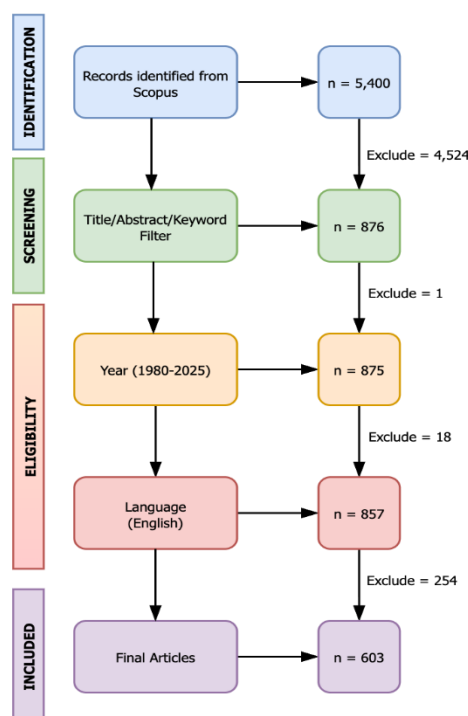 IDENTIFICATION
Records identified from
Scopus
n = 5,400
Exclude = 4,524
SCREENING
Title/Abstract/Keyword
Filter
n = 876
Exclude = 1
ELIGIBILITY
Year (1980-2025)
n = 875
Exclude = 18
Language
(English)
n = 857
Exclude = 254
INCLUDED
Final Articles
n = 603